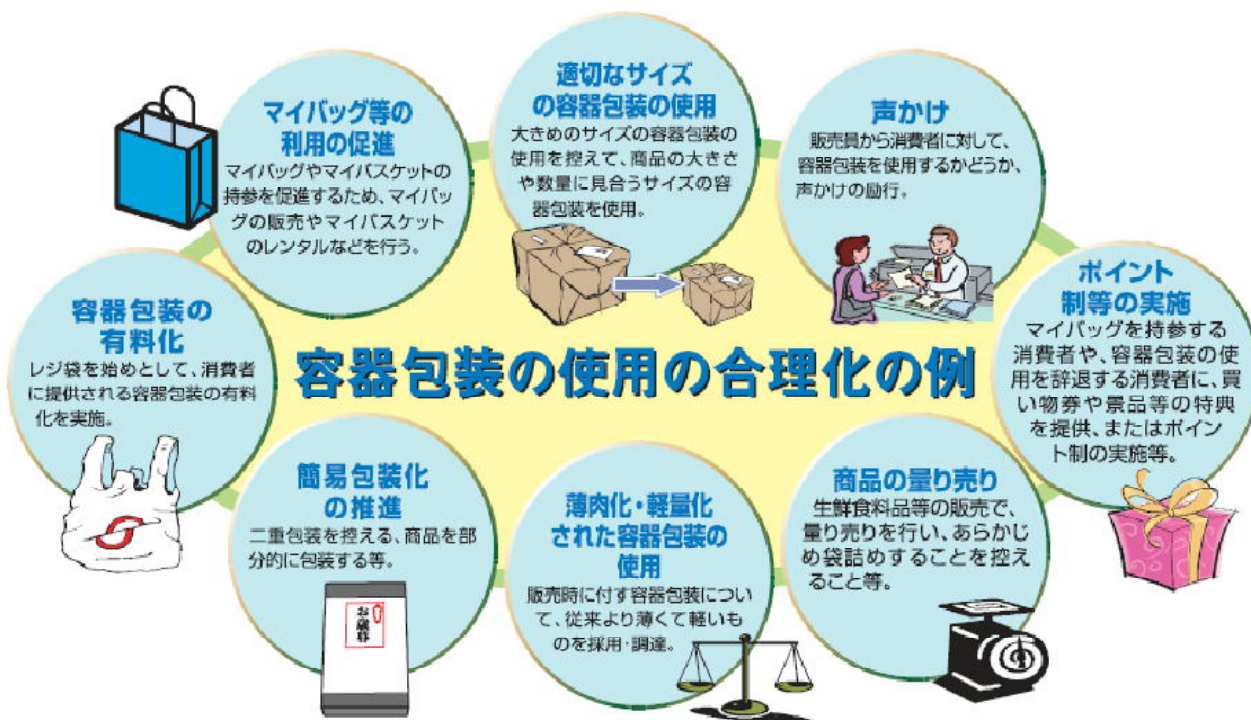 適切なサイズ
の容器包装の使用
大きめのサイズの容器包装の
使用を控えて、商品の大きさ
や数量に見合うサイズの容
器包装を使用。
マイバッグ等の
利用の促進
マイバッグやマイバスケットの
持参を促進するため、マイバッ
グの販売やマイバスケット
のレンタルなどを行う。
声かけ
販売員から消費者に対して、
容器包装を使用するかどうか、
声かけの励行。
容器包装の
有料化
レジ袋を始めとして、消費者
に提供される容器包装の有料
化を実施。
ポイント
制等の実施
マイバッグを持参する
消費者や、容器包装の使
用を辞退する消費者に、買
い物券や景品等の特典
を提供、またはポイン
ト制の実施等。
容器包装の使用の合理化の例
簡易包装化
の推進
二重包装を控える、商品を部
分的に包装する等。
お歳暮
薄肉化・軽量化
された容器包装の
使用
販売時に付す容器包装につい
て、従来より薄くて軽いも
のを採用・調達。
商品の量り売り
生鮮食料品等の販売で、
量り売りを行い、あらかじ
め袋詰めすることを控え
ること等。